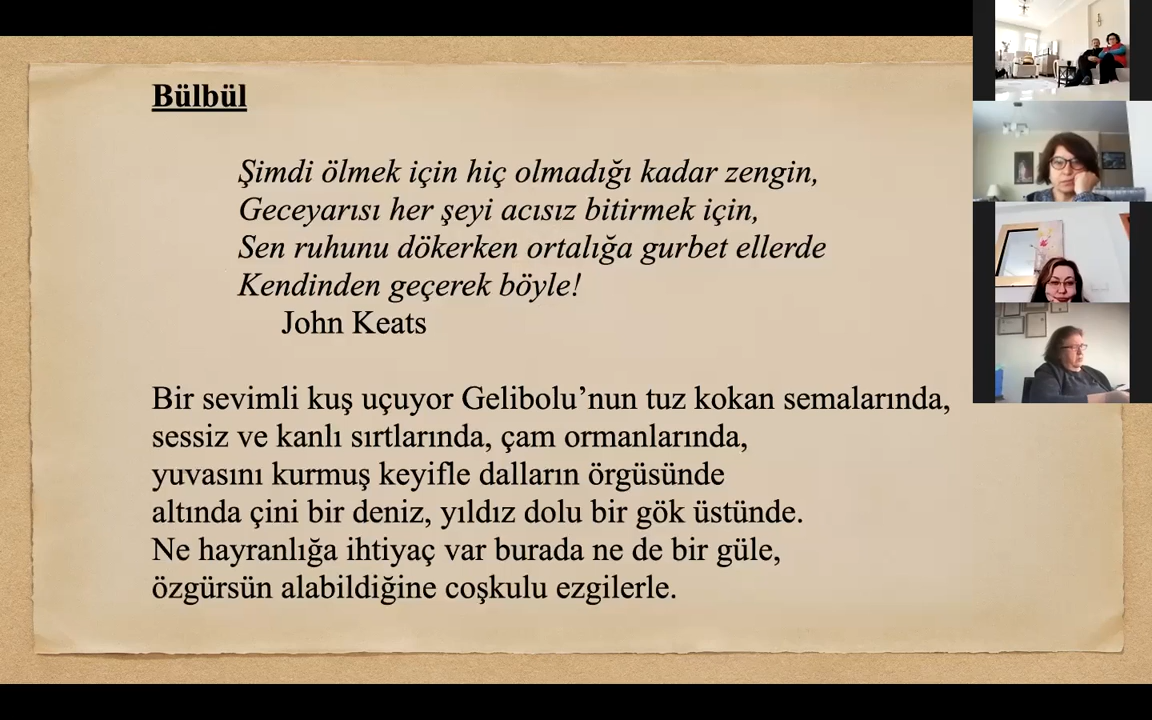 Bülbül
Şimdi ölmek için hiç olmadığı kadar zengin,
Geceyarısı her şeyi acısız bitirmek için,
Sen ruhunu dökerken ortalığa gurbet ellerde
Kendinden geçerek böyle!
John Keats
Bir sevimli kuş uçuyor Gelibolu’nun tuz kokan semalarında,
sessiz ve kanlı sırtlarında, çam ormanlarında,
yuvasını kurmuş keyifle dalların örgüsünde
altında çini bir deniz, yıldız dolu bir gök üstünde.
Ne hayranlığa ihtiyaç var burada ne de bir güle,
özgürsün alabildiğine coşkulu ezgilerle.